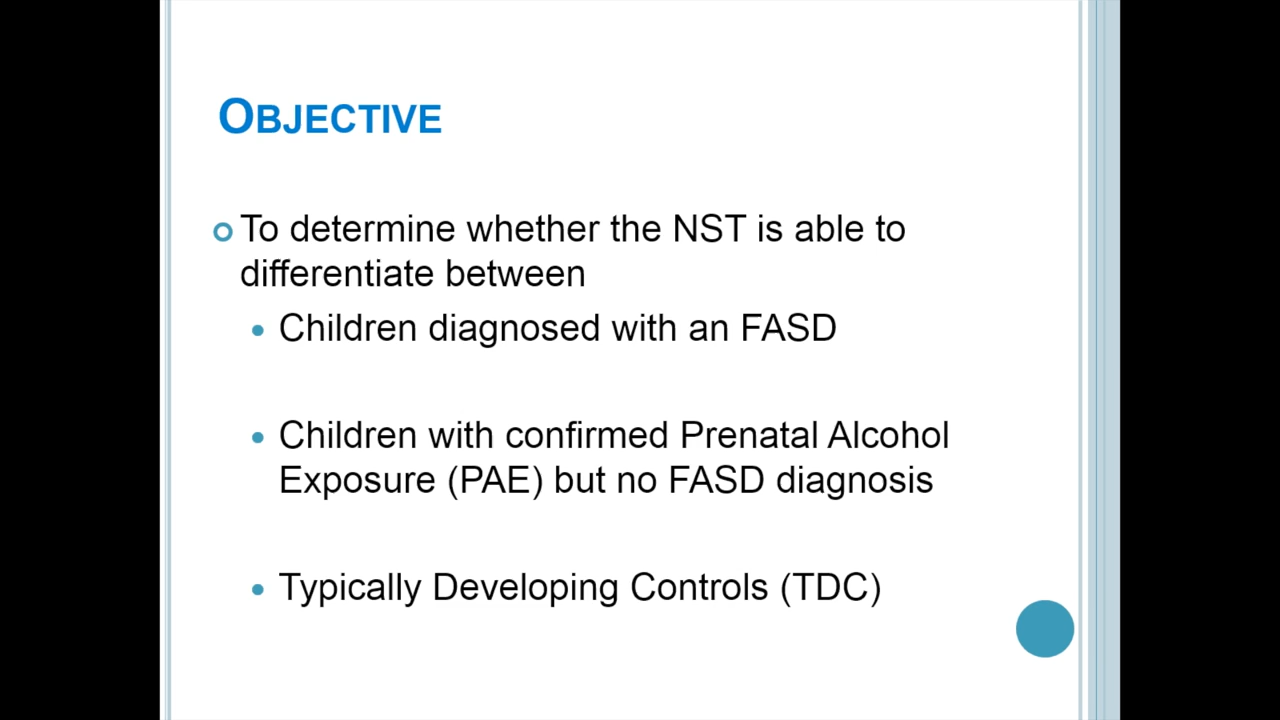 OBJECTIVE
To determine whether the NST is able to
differentiate between
Children diagnosed with an FASD
Children with confirmed Prenatal Alcohol
Exposure (PAE) but no FASD diagnosis
Typically Developing Controls (TDC)